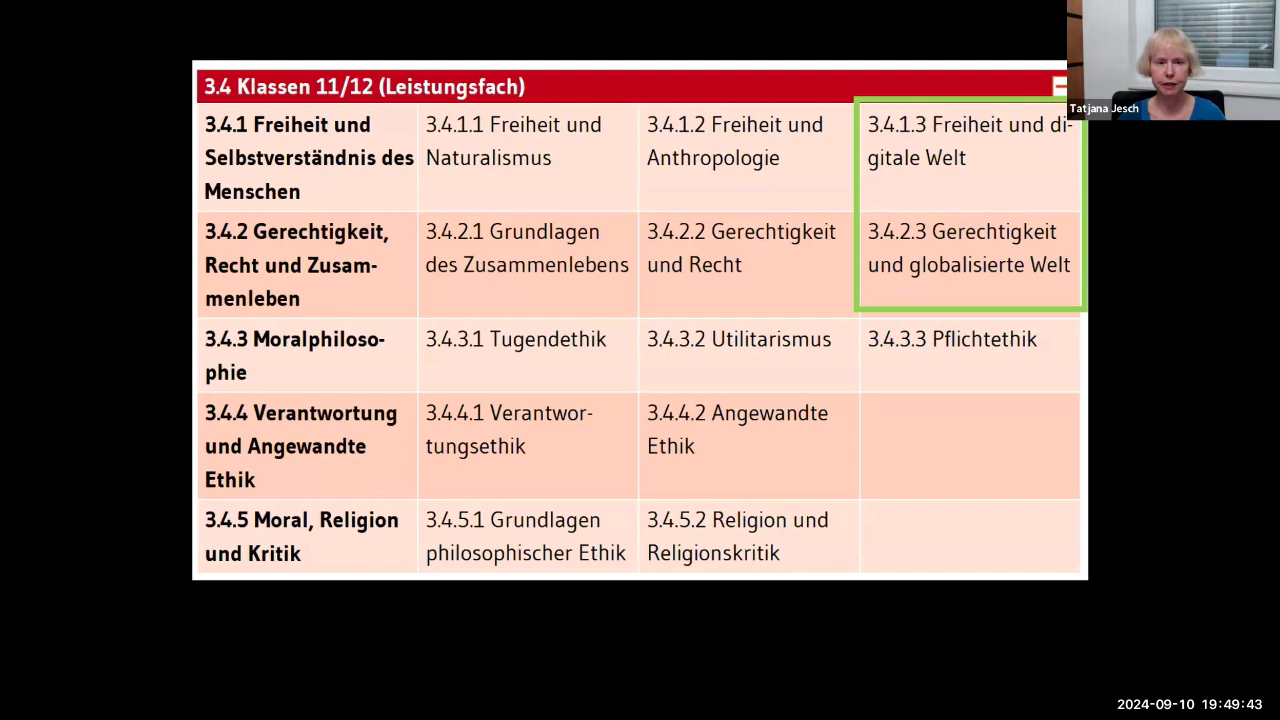 3.4 Klassen 11/12 (Leistungsfach)
Tatjana Jesch
3.4.1 Freiheit und
Selbstverständnis des
Menschen
3.4.1.1 Freiheit und
Naturalismus
3.4.1.2 Freiheit und
Anthropologie
3.4.1.3 Freiheit und di-
gitale Welt
3.4.2 Gerechtigkeit,
Recht und Zusam-
menleben
3.4.2.1 Grundlagen
des Zusammenlebens
3.4.2.2 Gerechtigkeit
und Recht
3.4.2.3 Gerechtigkeit
und globalisierte Welt
3.4.3 Moralphiloso-
phie
3.4.3.1 Tugendethik
3.4.3.2 Utilitarismus
3.4.3.3 Pflichtethik
3.4.4 Verantwortung
und Angewandte
Ethik
3.4.4.1 Verantwor-
tungsethik
3.4.4.2 Angewandte
Ethik
3.4.5 Moral, Religion
und Kritik
3.4.5.1 Grundlagen
philosophischer Ethik
3.4.5.2 Religion und
Religionskritik
2024-09-10 19:49:43